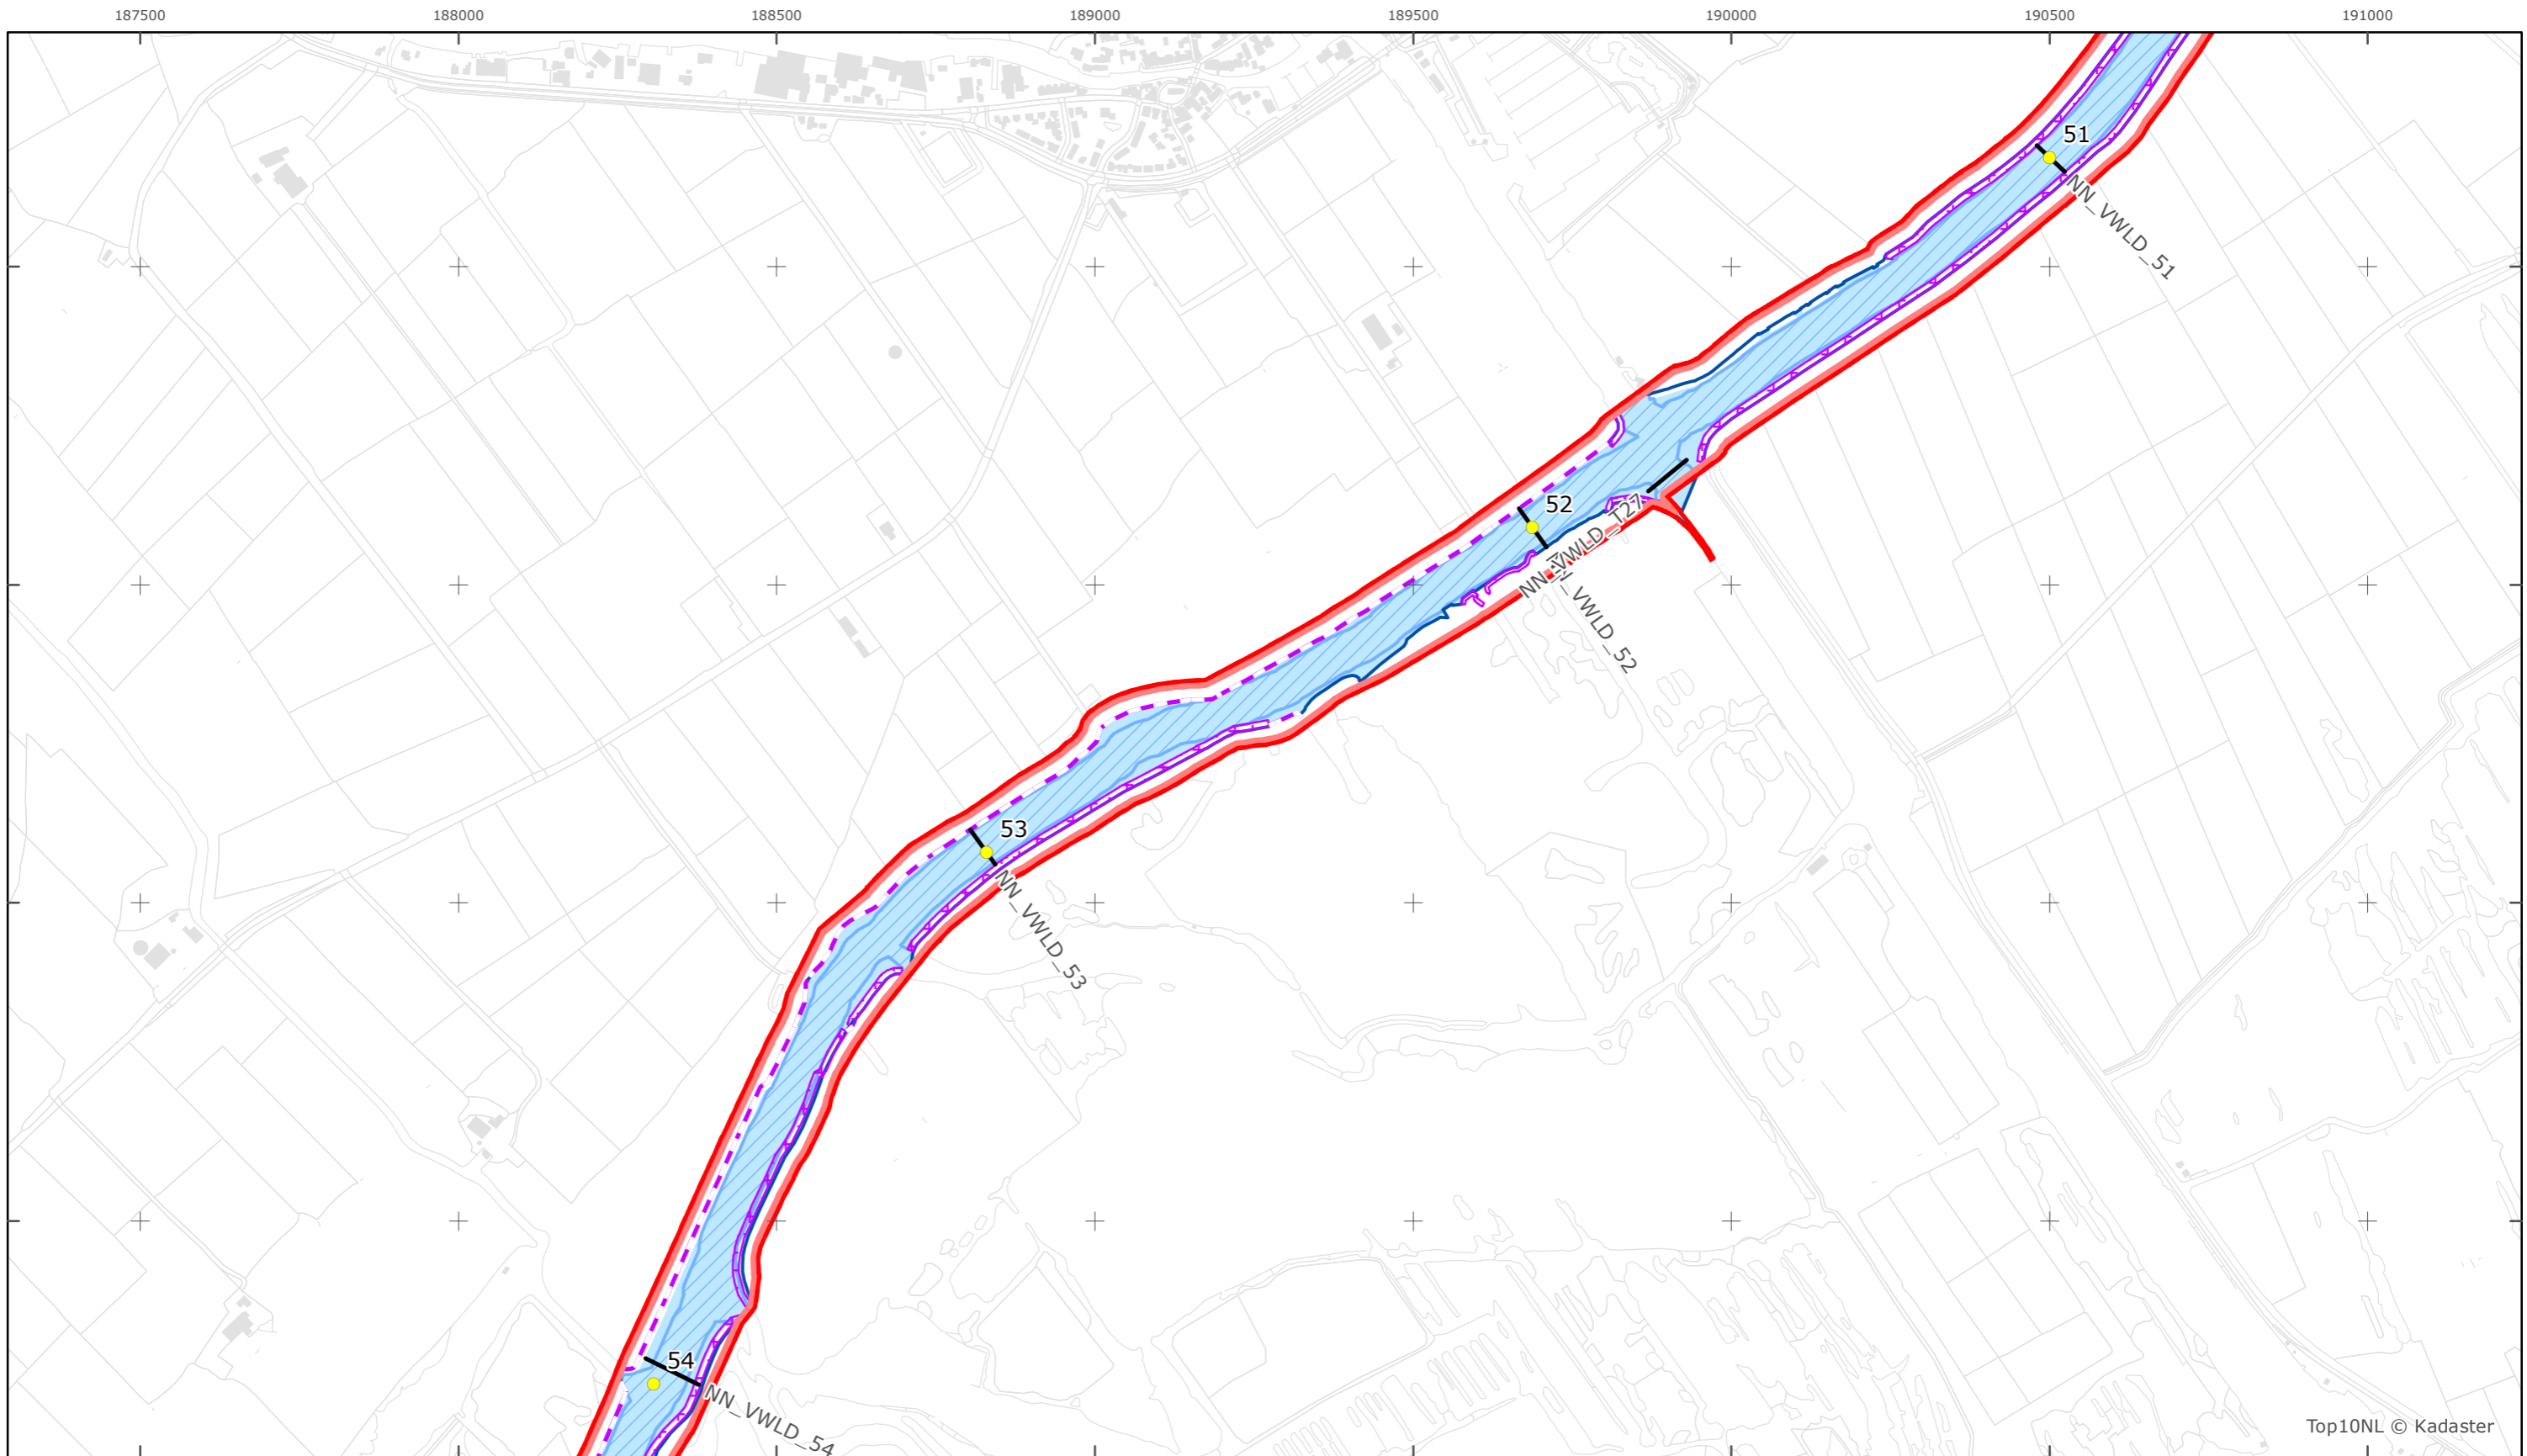 187500 188000 188500 189000 189500 190000 190500 191000
51
NN_VWLD_51
52
NN_VWLD_T27
NN_VWLD_52
53
NN_VWLD_53
54
NN_VWLD_54
Top10NL © Kadaster